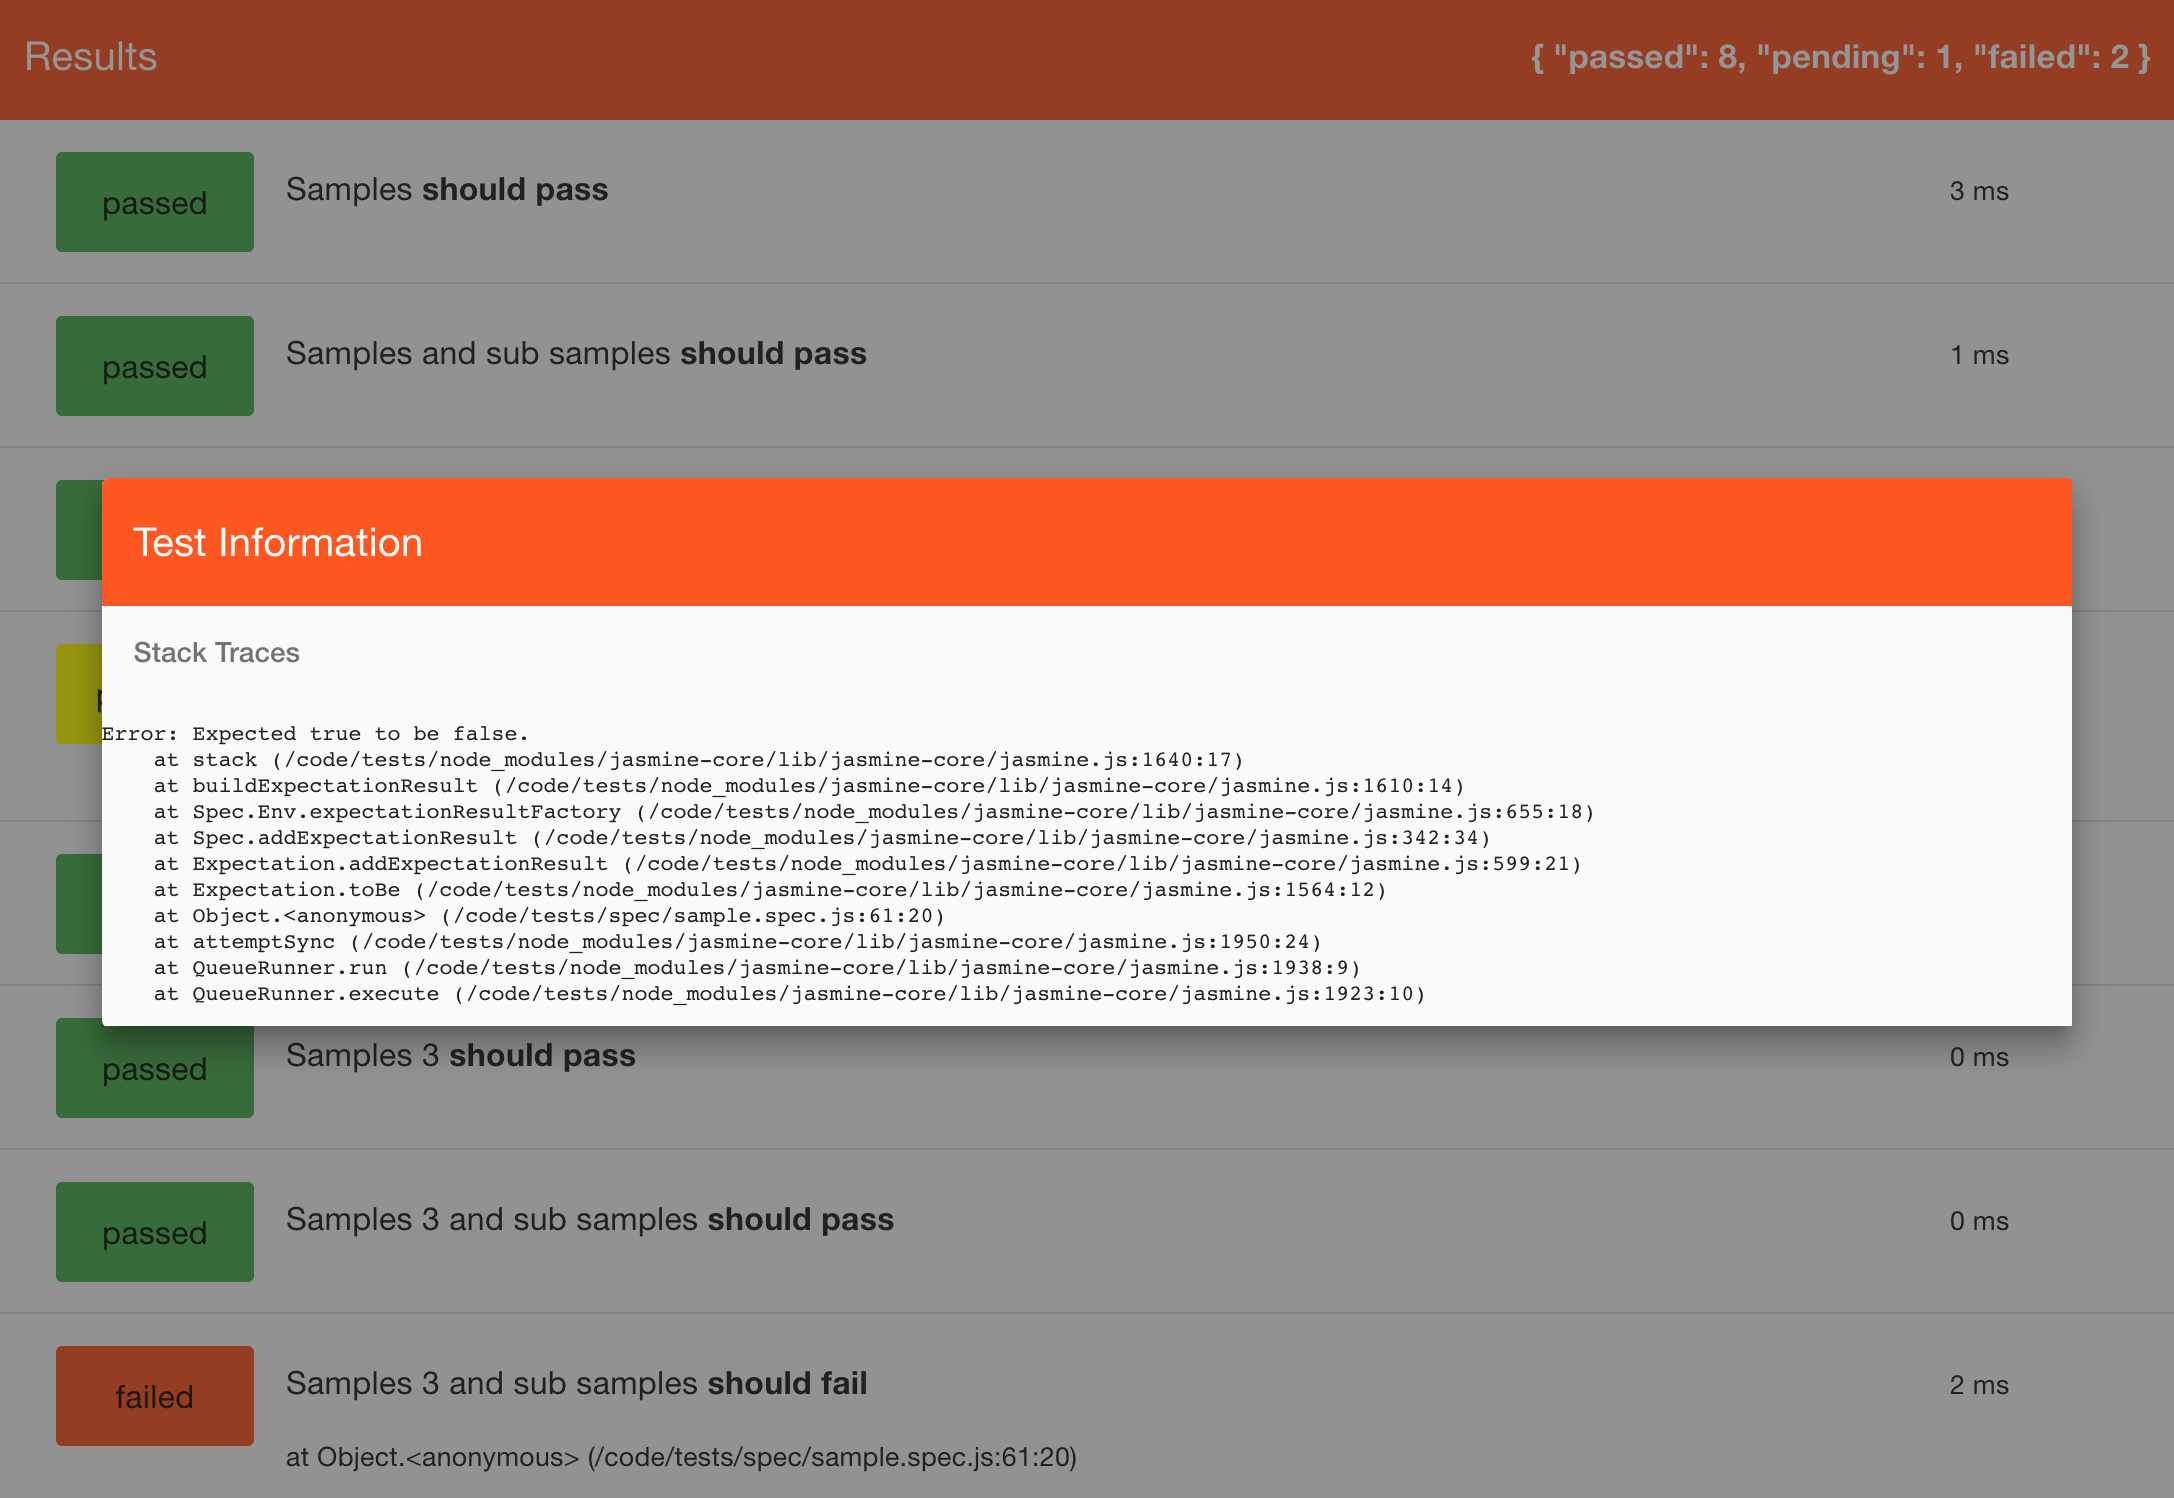 Results
{ "passed": 8, "pending": 1, "failed": 2 }
passed
Samples should pass
3 ms
passed
Samples and sub samples should pass
1 ms
Test Information
Stack Traces
Error: Expected true to be false.
    at stack (/code/tests/node_modules/jasmine-core/lib/jasmine-core/jasmine.js:1640:17)
    at buildExpectationResult (/code/tests/node_modules/jasmine-core/lib/jasmine-core/jasmine.js:1610:14)
    at Spec.Env.expectationResultFactory (/code/tests/node_modules/jasmine-core/lib/jasmine-core/jasmine.js:655:18)
    at Spec.addExpectationResult (/code/tests/node_modules/jasmine-core/lib/jasmine-core/jasmine.js:342:34)
    at Expectation.addExpectationResult (/code/tests/node_modules/jasmine-core/lib/jasmine-core/jasmine.js:599:21)
    at Expectation.toBe (/code/tests/node_modules/jasmine-core/lib/jasmine-core/jasmine.js:1564:12)
    at Object.<anonymous> (/code/tests/spec/sample.spec.js:61:20)
    at attemptSync (/code/tests/node_modules/jasmine-core/lib/jasmine-core/jasmine.js:1950:24)
    at QueueRunner.run (/code/tests/node_modules/jasmine-core/lib/jasmine-core/jasmine.js:1938:9)
    at QueueRunner.execute (/code/tests/node_modules/jasmine-core/lib/jasmine-core/jasmine.js:1923:10)
passed
Samples 3 should pass
0 ms
passed
Samples 3 and sub samples should pass
0 ms
failed
Samples 3 and sub samples should fail
2 ms
at Object.<anonymous> (/code/tests/spec/sample.spec.js:61:20)